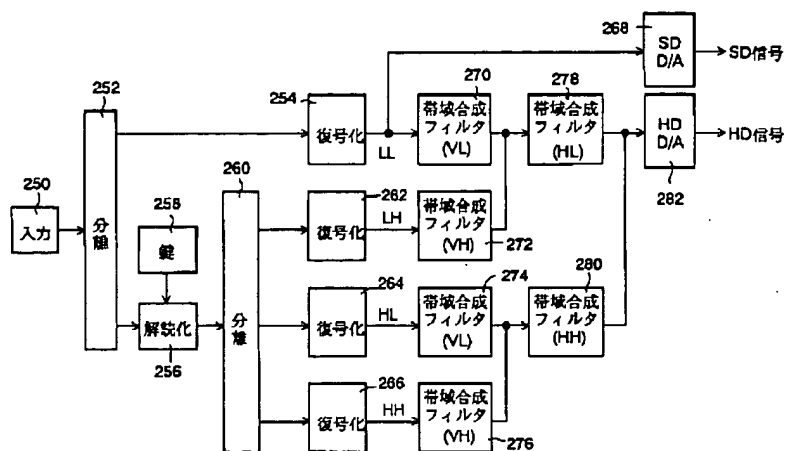 268
SD
D/A
SD信号
252
254
270
278
復号化
LL
帯域合成
フィルタ
(VL)
帯域合成
フィルタ
(HL)
HD
D/A
HD信号
282
250
入力
分離
258
鍵
260
262
復号化
LH
帯域合成
フィルタ
(VH)
272
264
274
280
解読化
256
分離
復号化
HL
帯域合成
フィルタ
(VL)
帯域合成
フィルタ
(HH)
266
復号化
HH
帯域合成
フィルタ
(VH)
276